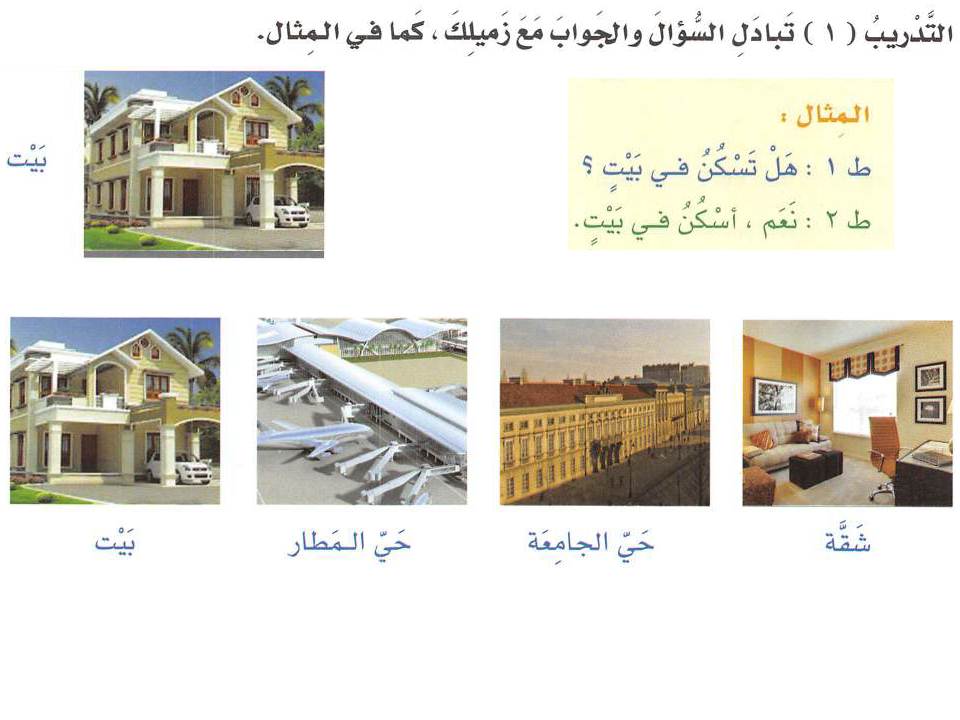 التَّدْريبُ ( ١ ) تَبادَلِ السُّؤالَ والجَوابَ مَعَ زَميلِكَ ، كَما في المِثال.
المِثال :
ط ١ : هَلْ تَسْكُنُ في بَيْتٍ ؟
ط ٢ : نَعَم ، أسْكُنُ في بَيْتٍ.
بَيْت
شَقَّة
حَيّ الجامِعَة
حَيّ المَطار
بَيْت